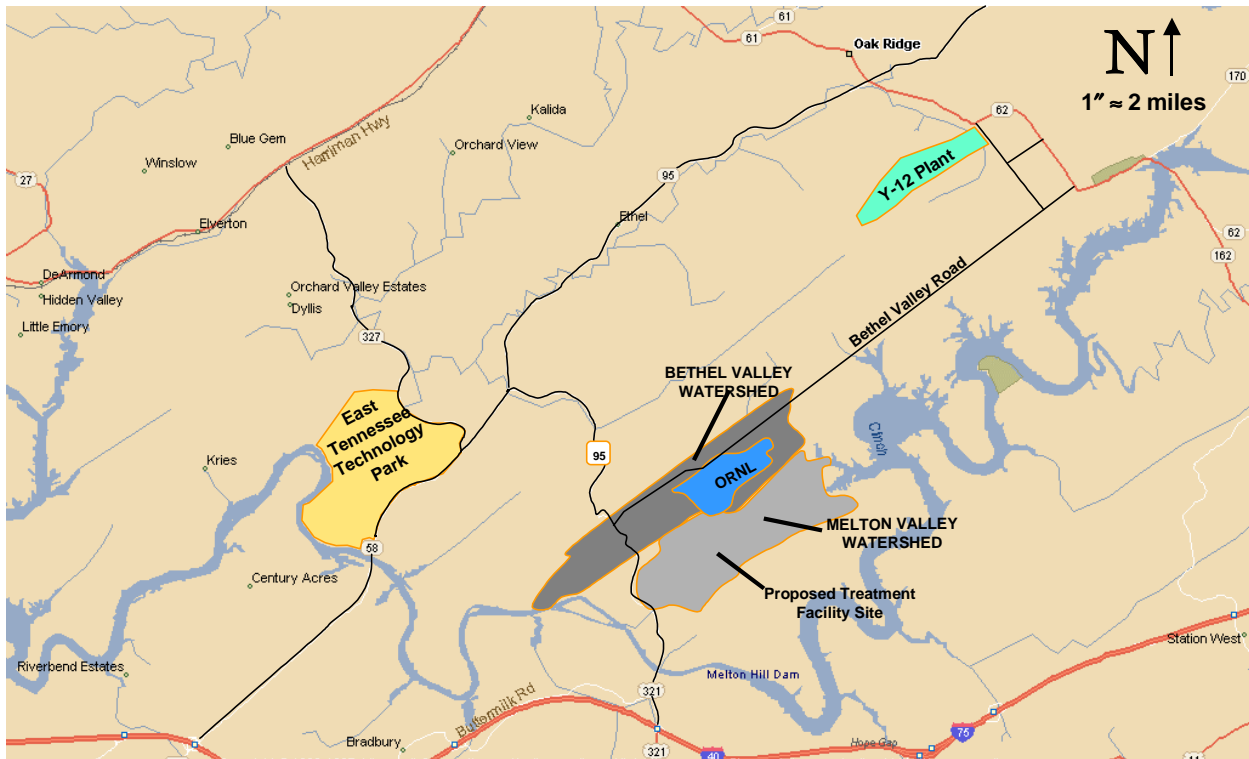 61
61
Oak Ridge
N
1″ ≈ 2 miles
170
Kalida
Blue Gem
Harriman Hwy
Orchard View
Winslow
62
27
95
Y-12 Plant
Ethel
Elverton
62
162
DeArmond
Hidden Valley
Little Emory
Orchard Valley Estates
Dyllis
327
Bethel Valley Road
BETHEL VALLEY
WATERSHED
East
Tennessee
Technology
Park
Clinch
95
Kries
ORNL
MELTON VALLEY
WATERSHED
58
Century Acres
Proposed Treatment
Facility Site
Station West
Riverbend Estates
Melton Hill Dam
321
Buttermilk Rd
75
Bradbury
321
40
Hope Gap
11